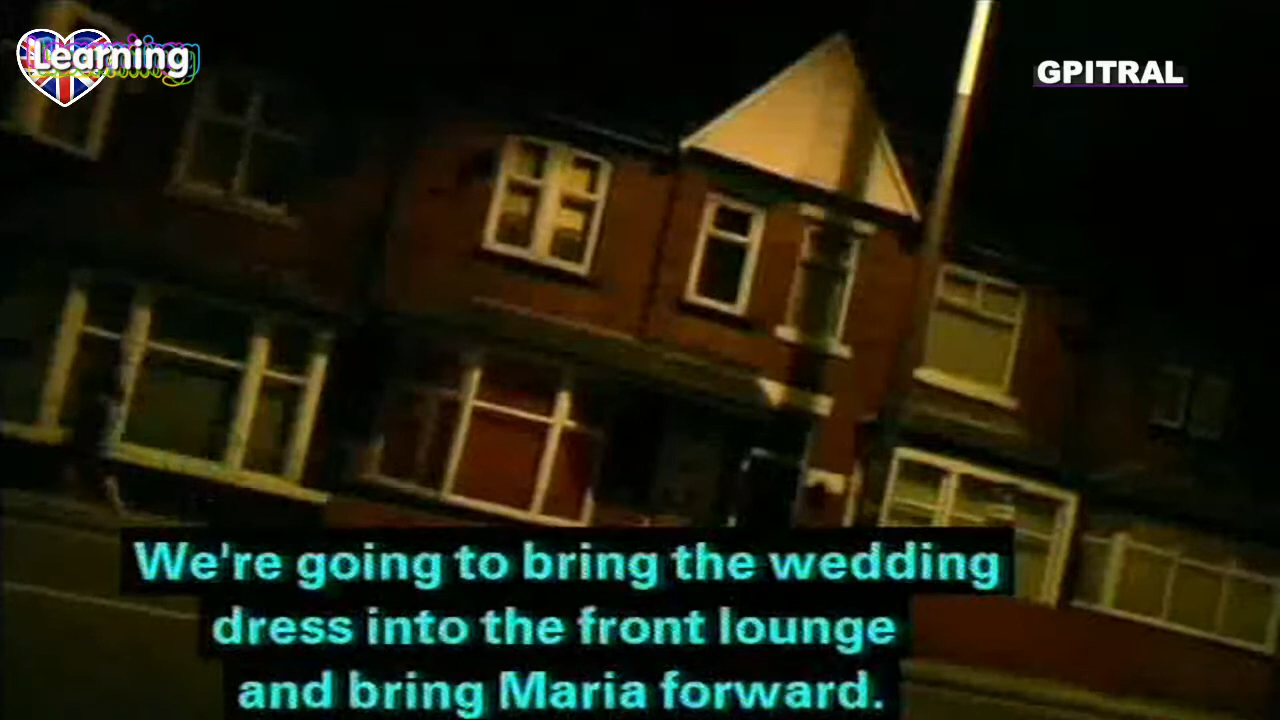 Learning
GPITRAL
We're going to bring the wedding
dress into the front lounge
and bring Maria forward.